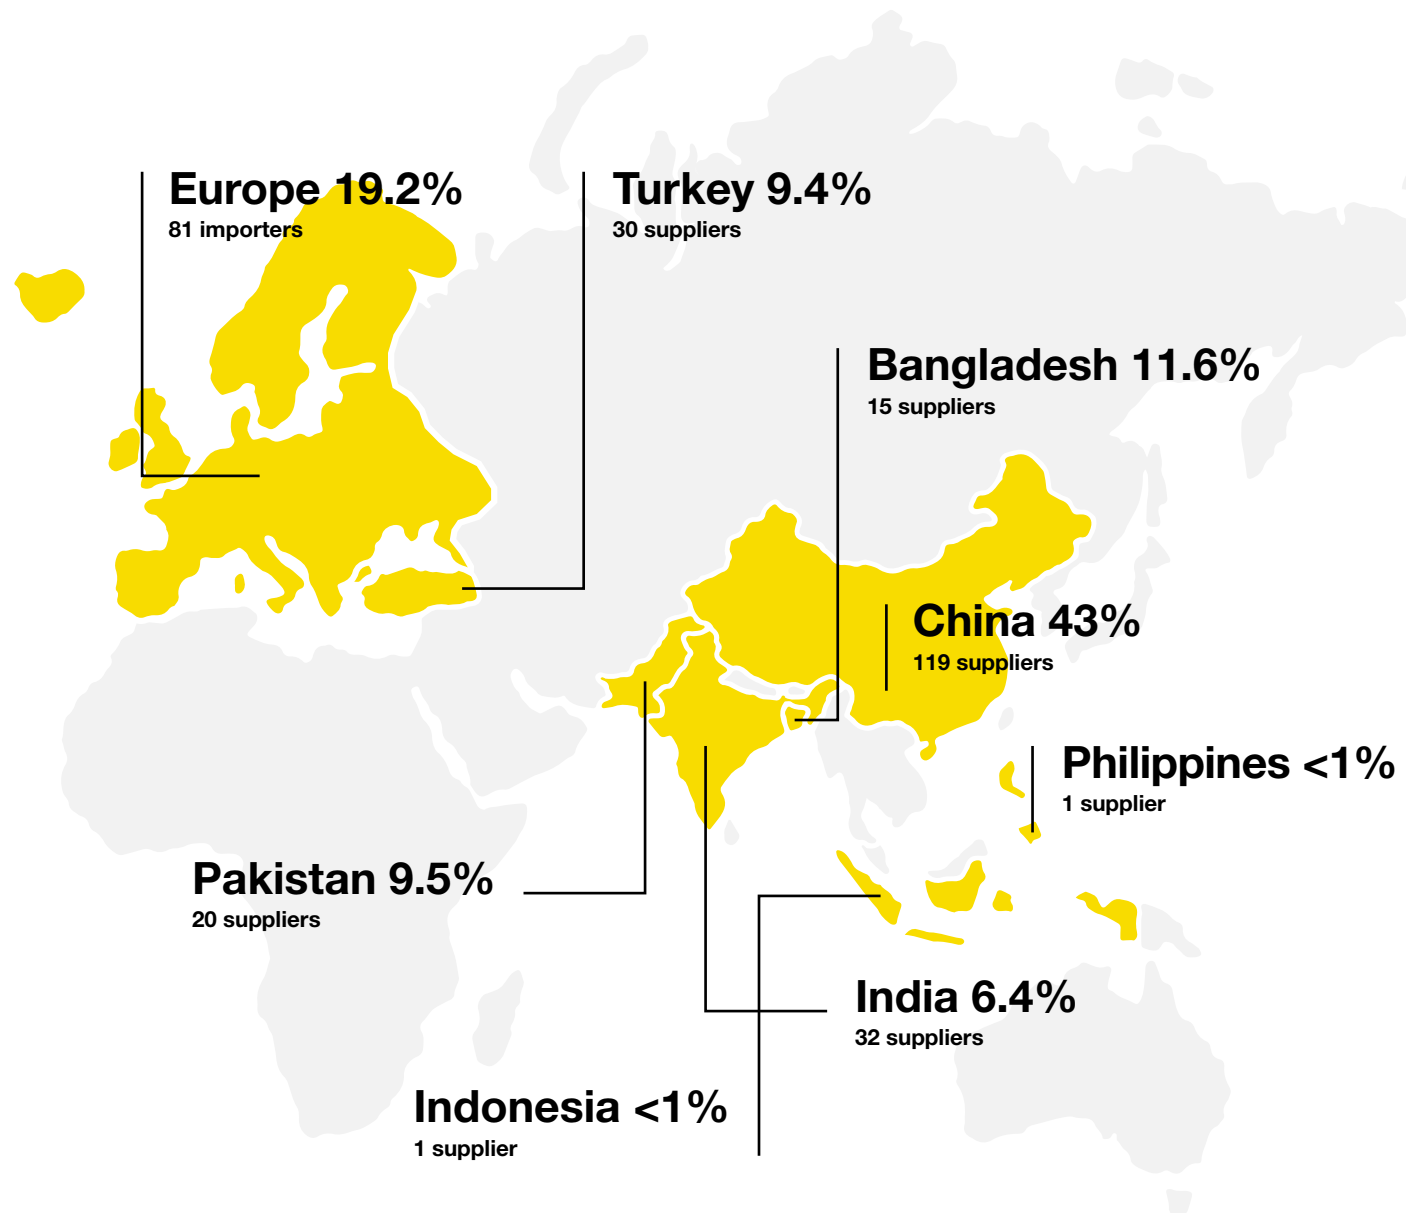 Europe 19.2%
81 importers
Turkey 9.4%
30 suppliers
Bangladesh 11.6%
15 suppliers
China 43%
119 suppliers
Philippines <1%
1 supplier
Pakistan 9.5%
20 suppliers
India 6.4%
32 suppliers
Indonesia <1%
1 supplier